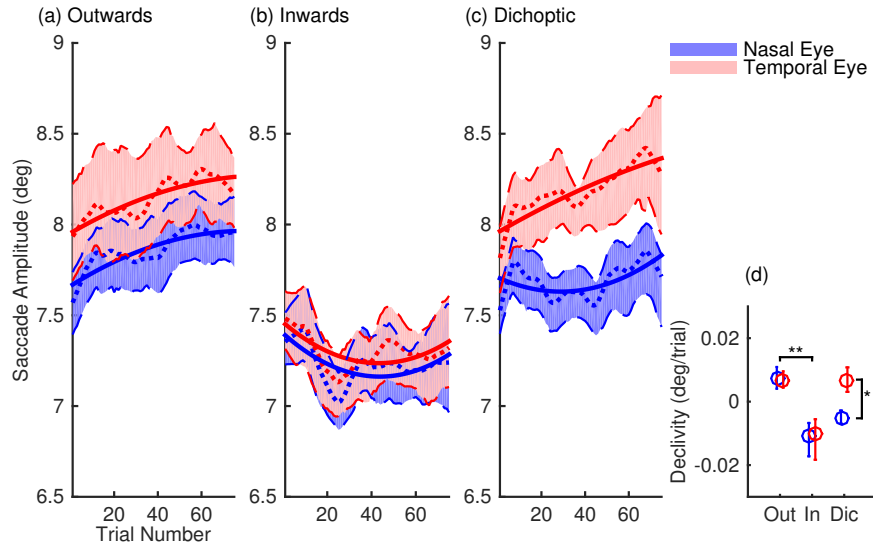 (a) Outwards
(b) Inwards
(c) Dichoptic
Nasal Eye
Temporal Eye
Saccade Amplitude (deg)
9
8.5
8
7.5
7
6.5
20 40 60
Trial Number
9
8.5
8
7.5
7
6.5
20 40 60
9
8.5
8
7.5
7
6.5
20 40 60
(d)
Declivity (deg/trial)
0.02
0
-0.02
**
*
Out In Dic